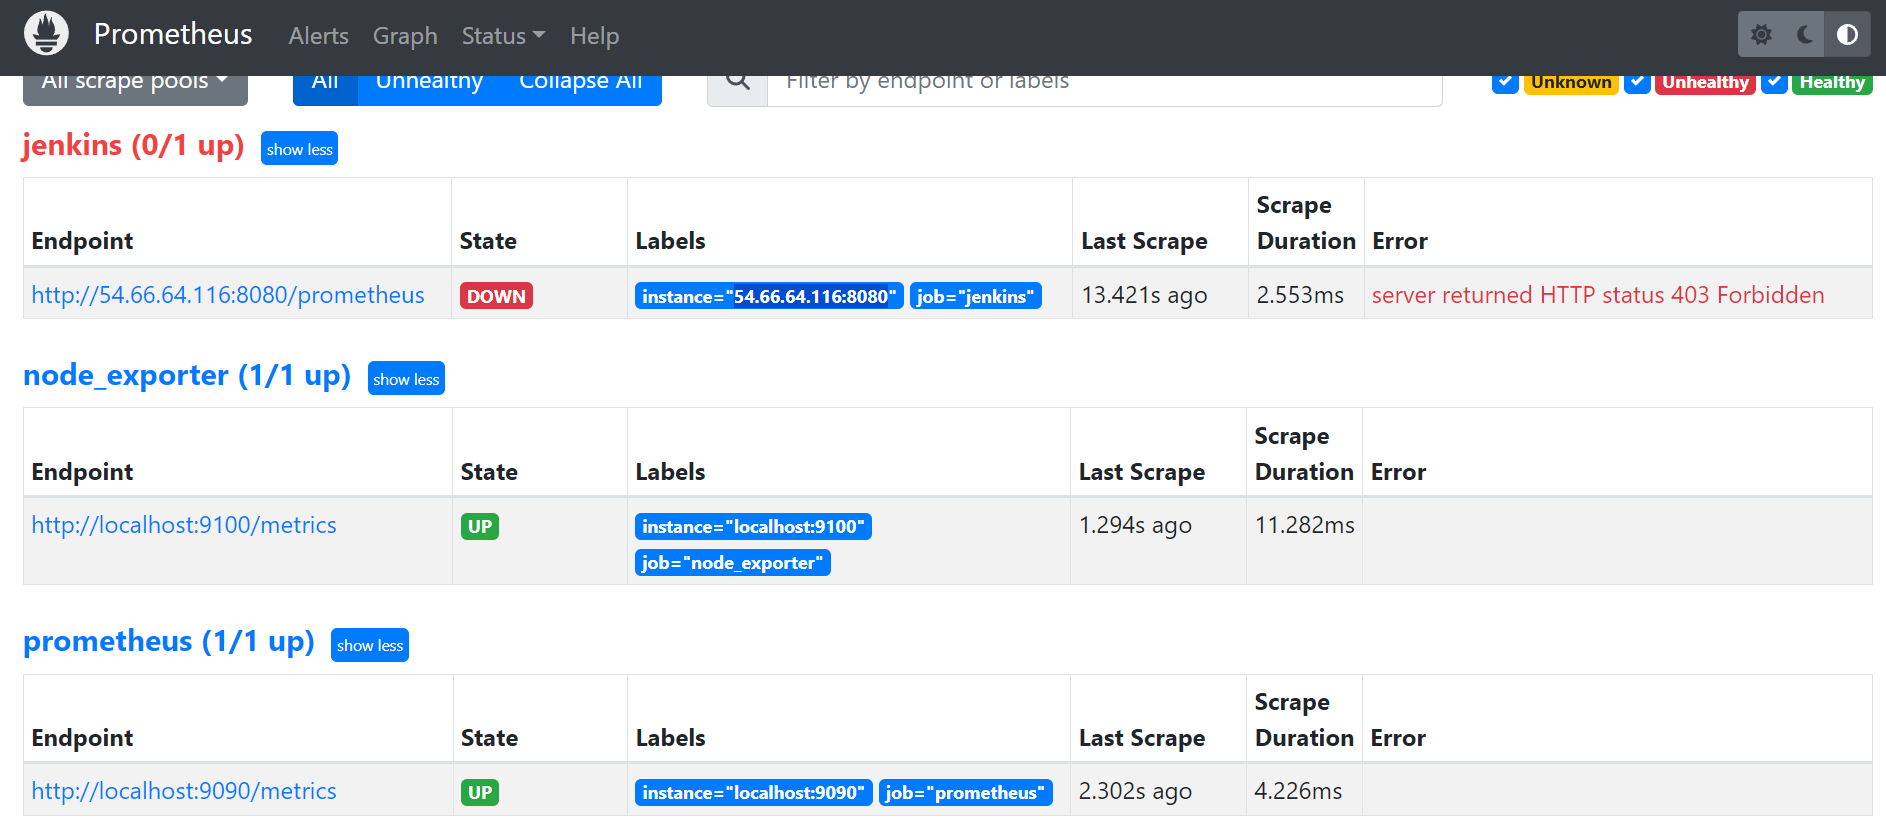 Prometheus Alerts Graph Status Help
All scrape pools All Unhealthy Collapse All Filter by endpoint or labels Unknown Unhealthy Healthy
jenkins (0/1 up) show less
Endpoint State Labels Last Scrape Scrape Duration Error
http://54.66.64.116:8080/prometheus DOWN instance="54.66.64.116:8080" job="jenkins" 13.421s ago 2.553ms server returned HTTP status 403 Forbidden
node_exporter (1/1 up) show less
Endpoint State Labels Last Scrape Scrape Duration Error
http://localhost:9100/metrics UP instance="localhost:9100" 1.294s ago 11.282ms
job="node_exporter"
prometheus (1/1 up) show less
Endpoint State Labels Last Scrape Scrape Duration Error
http://localhost:9090/metrics UP instance="localhost:9090" job="prometheus" 2.302s ago 4.226ms